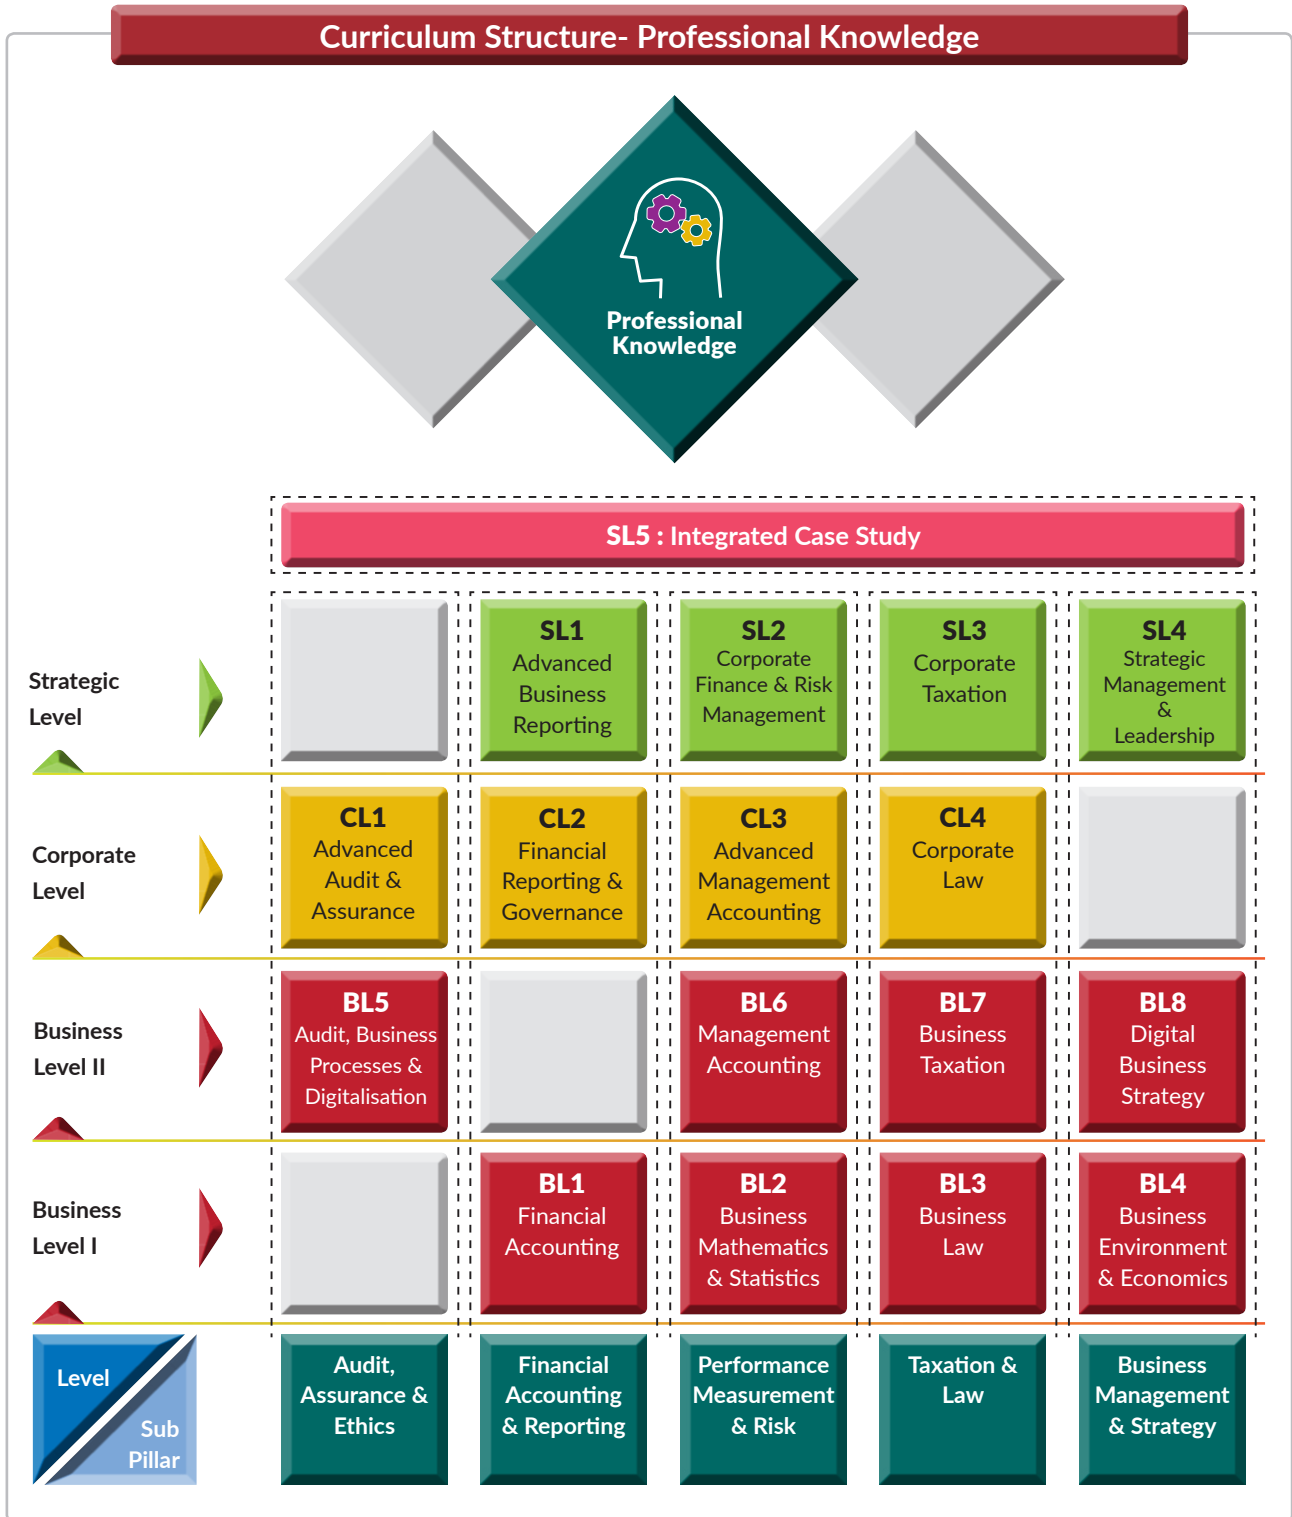 Curriculum Structure- Professional Knowledge
Professional
Knowledge
SL5 : Integrated Case Study
Strategic
Level
SL1
Advanced
Business
Reporting
SL2
Corporate
Finance & Risk
Management
SL3
Corporate
Taxation
SL4
Strategic
Management
&
Leadership
Corporate
Level
CL1
Advanced
Audit &
Assurance
CL2
Financial
Reporting &
Governance
CL3
Advanced
Management
Accounting
CL4
Corporate
Law
Business
Level II
BL5
Audit, Business
Processes &
Digitalisation
BL6
Management
Accounting
BL7
Business
Taxation
BL8
Digital
Business
Strategy
Business
Level I
BL1
Financial
Accounting
BL2
Business
Mathematics
& Statistics
BL3
Business
Law
BL4
Business
Environment
& Economics
Level
Sub
Pillar
Audit,
Assurance &
Ethics
Financial
Accounting
& Reporting
Performance
Measurement
& Risk
Taxation &
Law
Business
Management
& Strategy